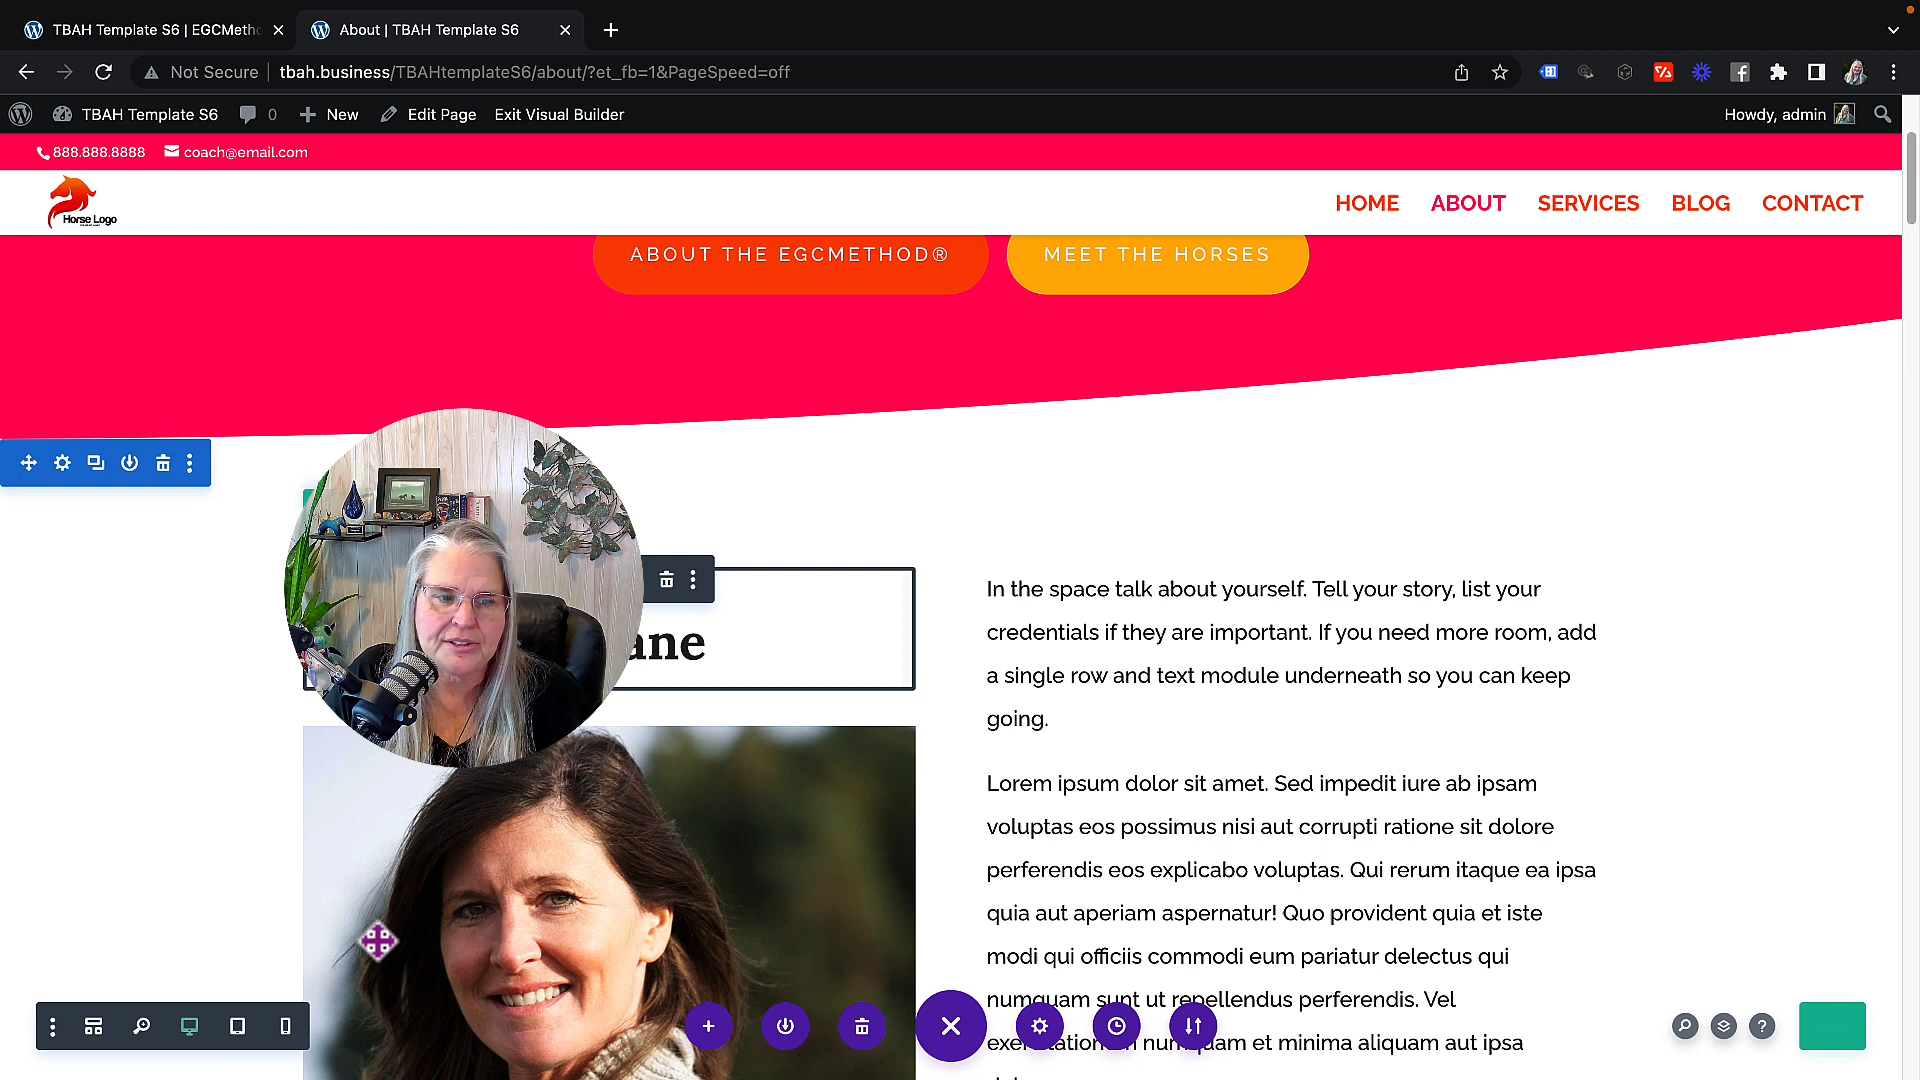 TBAH Template S6 | EGCMetho
About | TBAH Template S6
Not Secure
tbah.business/TBAHtemplateS6/about/?et_fb=1&PageSpeed=off
TBAH Template S6
0
New
Edit Page
Exit Visual Builder
Howdy, admin
888.888.8888
coach@email.com
Horse Logo
HOME
ABOUT
SERVICES
BLOG
CONTACT
ABOUT THE EGCMETHOD®
MEET THE HORSES
ane
In the space talk about yourself. Tell your story, list your
credentials if they are important. If you need more room, add
a single row and text module underneath so you can keep
going.
Lorem ipsum dolor sit amet. Sed impedit iure ab ipsam
voluptas eos possimus nisi aut corrupti ratione sit dolore
perferendis eos explicabo voluptas. Qui rerum itaque ea ipsa
quia aut aperiam aspernatur! Quo provident quia et iste
modi qui officiis commodi eum pariatur delectus qui
numquam sunt ut repellendus perferendis. Vel
et minima aliquam aut ipsa